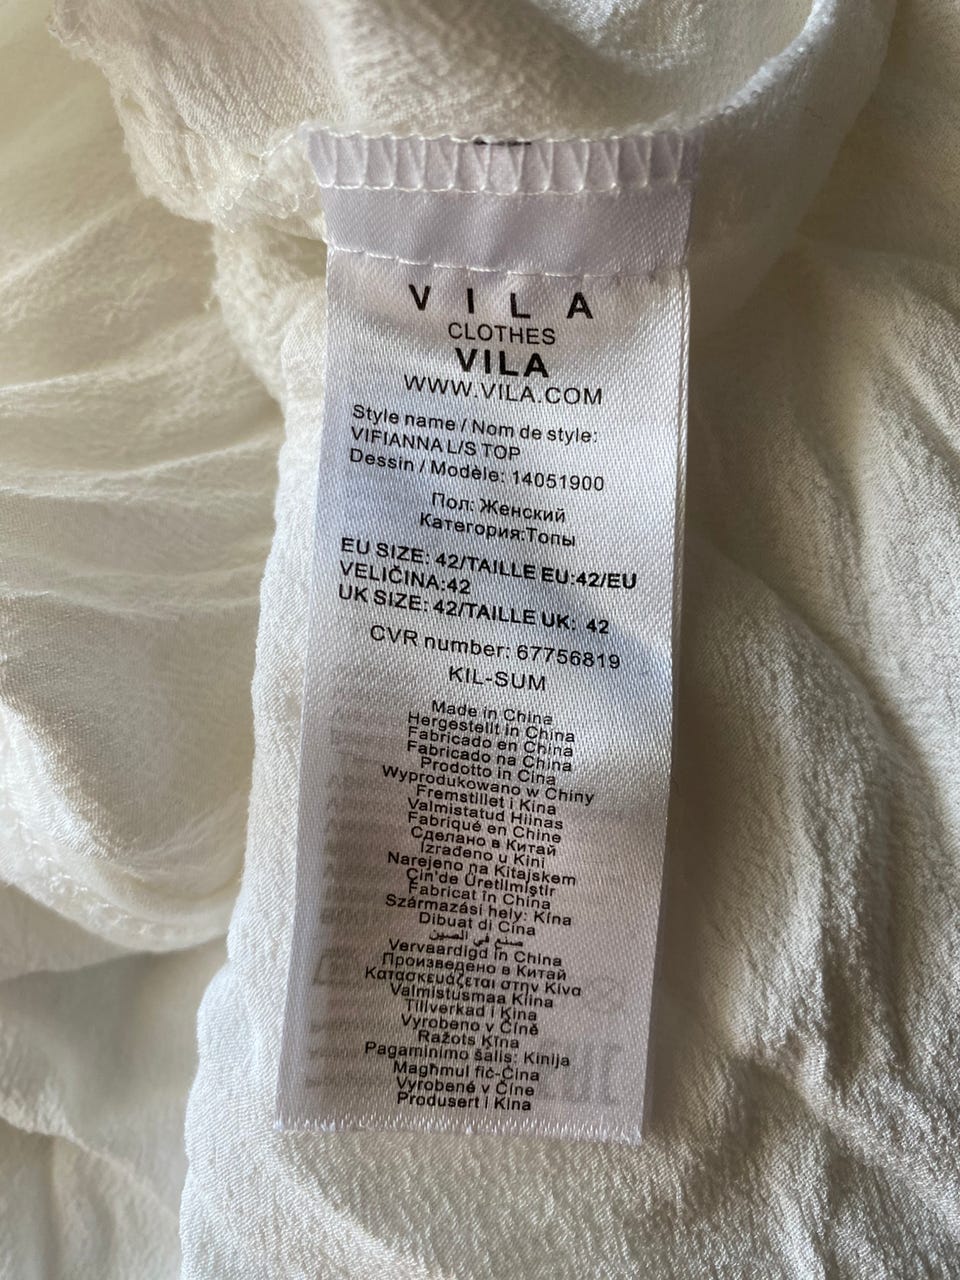 V I L A
CLOTHES
VILA
WWW.VILA.COM
Style name / Nom de style:
VIFIANNA L/S TOP
Dessin / Modèle: 14051900
Пол: Женский
Категория:Топы
EU SIZE: 42/TAILLE EU:42/EU
VELIČINA:42
UK SIZE: 42/TAILLE UK: 42
CVR number: 67756819
KIL-SUM
Made in China
Hergestellt in China
Fabricado en China
Fabricado na China
Prodotto in Cina
Wyprodukowano w Chiny
Fremstillet i Kina
Valmistatud Hiinas
Fabriqué en Chine
Сделано в Китай
Izrađeno u Kini
Narejeno na Kitajskem
Çin'de Üretilmiştir
Fabricat în China
Származási hely: Kína
Dibuat di Cina
صنع في الصين
Vervaardigd in China
Произведено в Китай
Κατασκευάζεται στην Κίνα
Valmistusmaa Kiina
Tillverkad i Kina
Vyrobeno v Číně
Ražots Ķīna
Pagaminimo šalis: Kinija
Magħmul fiċ-Ċina
Vyrobené v Číne
Produsert i Kina